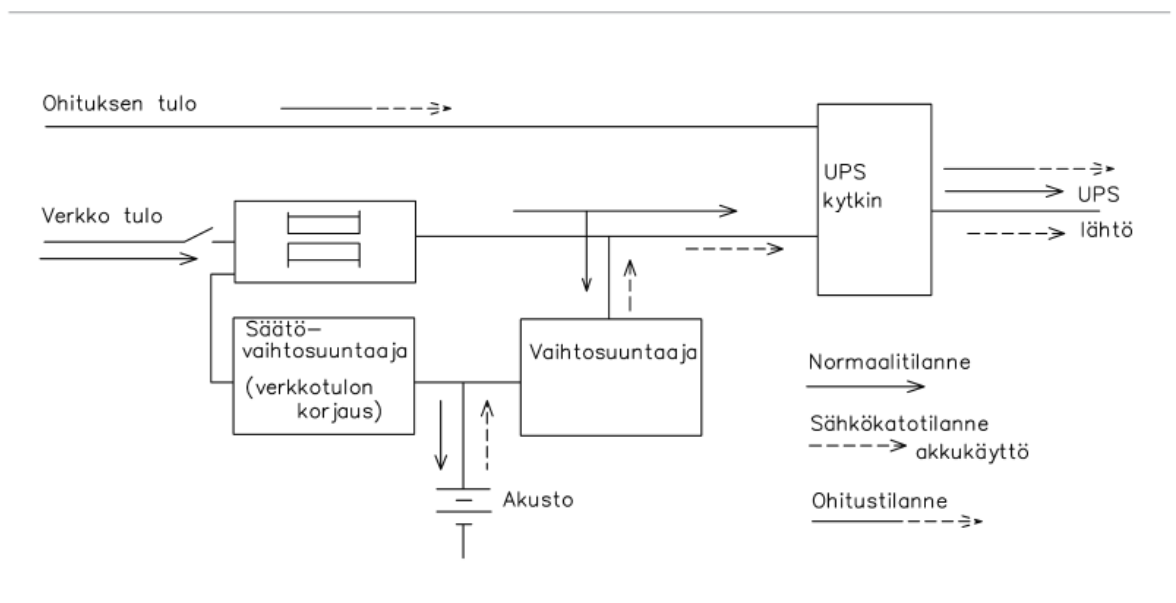 Ohituksen tulo
UPS
kytkin
Verkko tulo
UPS
lähtö
Säätö-
vaihtosuuntaaja
(verkkotulon
korjaus)
Vaihtosuuntaaja
Akusto
Normaalitilanne
Sähkökatotilanne
akkukäyttö
Ohitustilanne